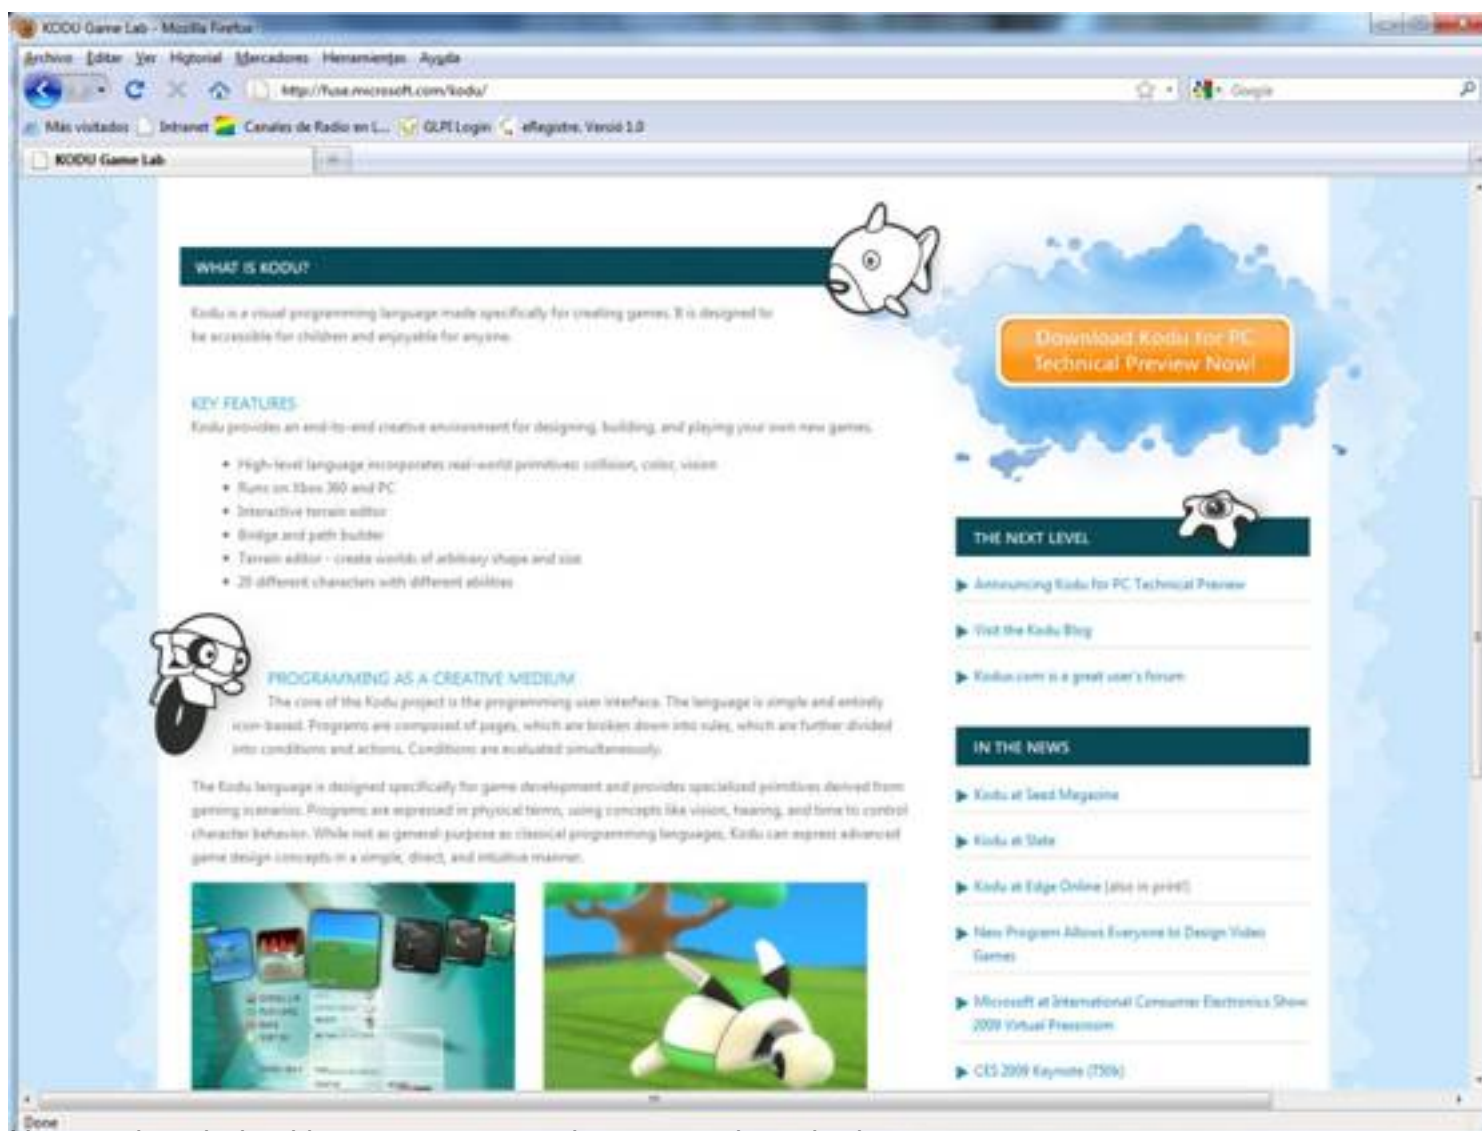 KODU Game Lab - Mozilla Firefox
Archivo Editar Ver Historial Marcadores Herramientas Ayuda
http://fuse.microsoft.com/kodu/
Google
Más visitados Intranet Canales de Radio en L... GLPI Login eRegistre. Versió 1.0
KODU Game Lab
WHAT IS KODU?
Kodu is a visual programming language made specifically for creating games. It is designed to
be accessible for children and enjoyable for anyone.
KEY FEATURES
Kodu provides an end-to-end creative environment for designing, building, and playing your own new games.
High-level language incorporates real-world primitives: collision, color, vision
Runs on Xbox 360 and PC
Interactive terrain editor
Bridge and path builder
Terrain editor - create worlds of arbitrary shape and size
20 different characters with different abilities
PROGRAMMING AS A CREATIVE MEDIUM
The core of the Kodu project is the programming user interface. The language is simple and entirely
icon-based. Programs are composed of pages, which are broken down into rules, which are further divided
into conditions and actions. Conditions are evaluated simultaneously.
The Kodu language is designed specifically for game development and provides specialized primitives derived from
gaming scenarios. Programs are expressed in physical terms, using concepts like vision, hearing, and time to control
character behavior. While not as general-purpose as classical programming languages, Kodu can express advanced
game design concepts in a simple, direct, and intuitive manner.
Download Kodu for PC
Technical Preview Now!
THE NEXT LEVEL
Announcing Kodu for PC Technical Preview
Visit the Kodu Blog
Kodux.com is a great user's forum
IN THE NEWS
Kodu at Seed Magazine
Kodu at Slate
Kodu at Edge Online (also in print!)
New Program Allows Everyone to Design Video
Games
Microsoft at International Consumer Electronics Show
2009 Virtual Pressroom
CES 2009 Keynote (750k)
Done